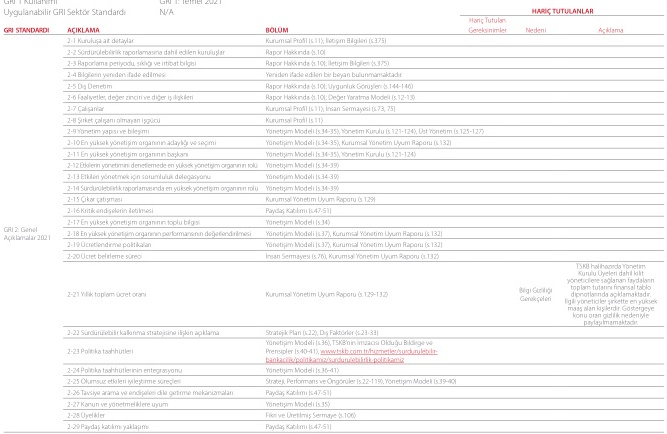 GRI 1 Kullanımı GRI 1: Temel 2021
Uygulanabilir GRI Sektör Standardı N/A HARİÇ TUTULANLAR
GRI STANDARDI AÇIKLAMA BÖLÜM Hariç Tutulan Gereksinimler Nedeni Açıklama
GRI 2: Genel Açıklamalar 2021
2-1 Kuruluşa ait detaylar Kurumsal Profil (s.11); İletişim Bilgileri (s.375)
2-2 Sürdürülebilirlik raporlamasına dahil edilen kuruluşlar Rapor Hakkında (s.10)
2-3 Raporlama periyodu, sıklığı ve irtibat bilgisi Rapor Hakkında (s.10), İletişim Bilgileri (s.375)
2-4 Bilgilerin yeniden ifade edilmesi Yeniden ifade edilen bir beyan bulunmamaktadır.
2-5 Dış Denetim Rapor Hakkında (s.10); Uygunluk Görüşleri (s.144-146)
2-6 Faaliyetler, değer zinciri ve diğer iş ilişkileri Rapor Hakkında (s.10); Değer Yaratma Modeli (s.12-13)
2-7 Çalışanlar Kurumsal Profil (s.11); İnsan Sermayesi (s.73, 75)
2-8 Şirket çalışanı olmayan işgücü Kurumsal Profil (s.11)
2-9 Yönetim yapısı ve bileşimi Yönetişim Modeli (s.34-35), Yönetim Kurulu (s.121-124), Üst Yönetim (s.125-127)
2-10 En yüksek yönetişim organının adaylığı ve seçimi Yönetişim Modeli (s.34-35), Kurumsal Yönetim Uyum Raporu (s.132)
2-11 En yüksek yönetişim organının başkanı Yönetişim Modeli (s.34-35), Yönetim Kurulu (s.121-124)
2-12 Etkilerin yönetimini denetlemede en yüksek yönetişim organının rolü Yönetişim Modeli (s.34-39)
2-13 Etkileri yönetmek için sorumluluk delegasyonu Yönetişim Modeli (s.34-39)
2-14 Sürdürülebilirlik raporlamasında en yüksek yönetişim organının rolü Yönetişim Modeli (s.34-39)
2-15 Çıkar çatışması Kurumsal Yönetim Uyum Raporu (s.129)
2-16 Kritik endişelerin iletilmesi Paydaş Katılımı (s.47-51)
2-17 En yüksek yönetişim organının toplu bilgisi Yönetişim Modeli (s.34)
2-18 En yüksek yönetişim organının performansının değerlendirilmesi Yönetişim Modeli (s.37), Kurumsal Yönetim Uyum Raporu (s.132)
2-19 Ücretlendirme politikaları Yönetişim Modeli (s.37), Kurumsal Yönetim Uyum Raporu (s.132)
2-20 Ücret belirleme süreci İnsan Sermayesi (s.76), Kurumsal Yönetim Uyum Raporu (s.132)
2-21 Yıllık toplam ücret oranı Kurumsal Yönetim Uyum Raporu (s.129-132) Bilgi Gizliliği Gerekçeleri
TSKB halihazırda Yönetim
Kurulu Üyeleri dahil kilit
yöneticilere sağlanan faydaların
toplam tutarını finansal tablo
dipnotlarında açıklamaktadır.
İlgili yöneticiler şirkette en yüksek
maaş alan kişilerdir. Göstergeye
konu oran gizlilik nedeniyle
paylaşılmamaktadır.
2-22 Sürdürülebilir kalkınma stratejisine ilişkin açıklama Stratejik Plan (s.22), Dış Faktörler (s.23-33)
2-23 Politika taahhütleri Yönetişim Modeli (s.36), TSKB'nin İmzacısı Olduğu Bildirge ve
Prensipler (s.40-41), www.tskb.com.tr/hizmetler/surdurulebilir-
bankacilik/politikamiz/surdurulebilirlik-politikamiz
2-24 Politika taahhütlerinin entegrasyonu Yönetişim Modeli (s.36-41)
2-25 Olumsuz etkileri iyileştirme süreçleri Strateji, Performans ve Öngörüler (s.22-119), Yönetişim Modeli (s.39-40)
2-26 Tavsiye arama ve endişeleri dile getirme mekanizmaları Paydaş Katılımı (s.47-51)
2-27 Kanun ve yönetmeliklere uyum Yönetişim Modeli (s.35)
2-28 Üyelikler Fikri ve Üretilmiş Sermaye (s.106)
2-29 Paydaş katılımı yaklaşımı Paydaş Katılımı (s.47-51)